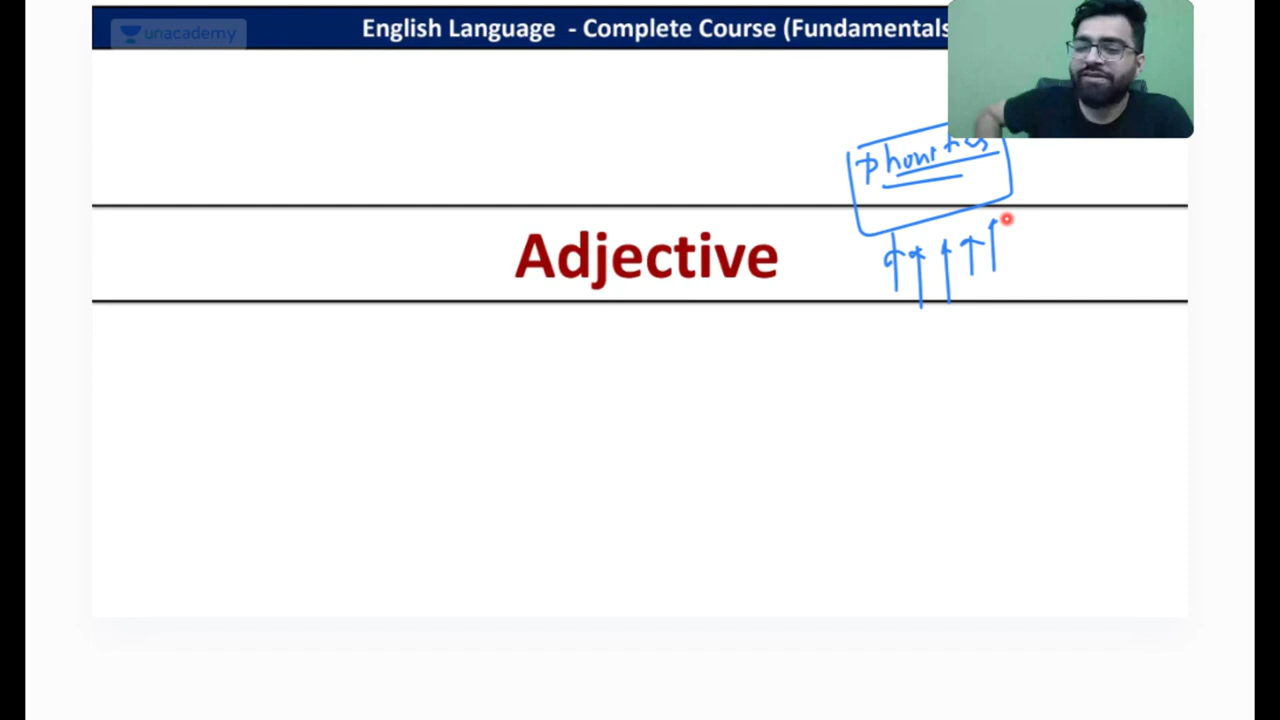 unacademy
English Language - Complete Course (Fundamentals
Phonetics
Adjective